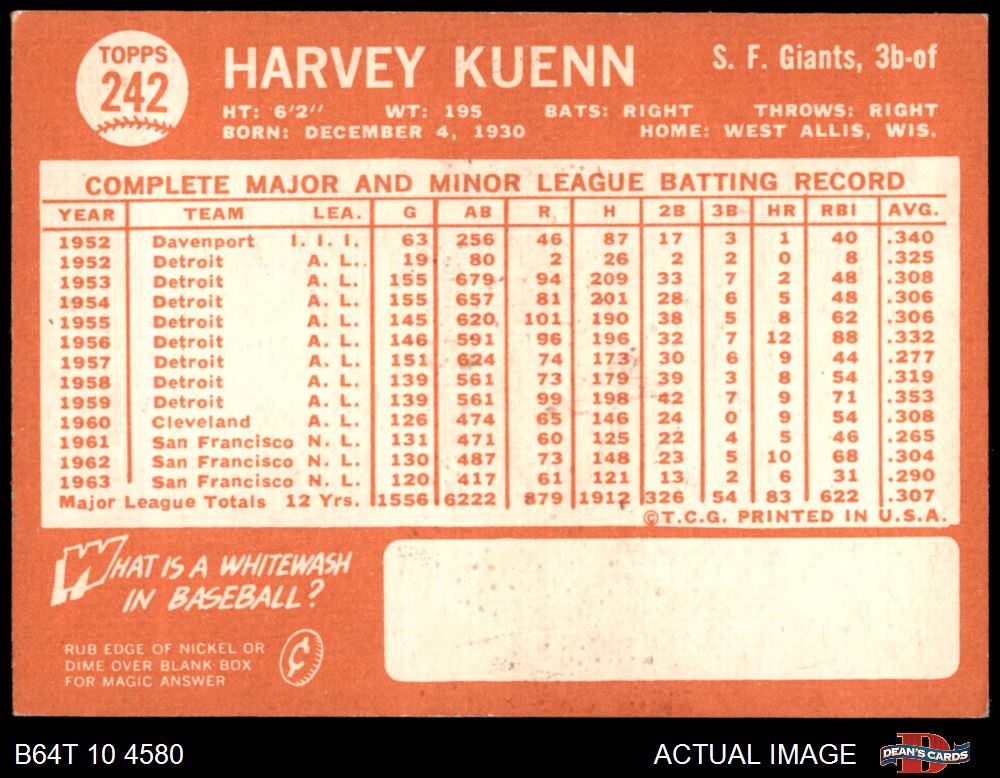 TOPPS
242
HARVEY KUENN
S. F. Giants, 3b-of
HT: 6'2" WT: 195 BATS: RIGHT THROWS: RIGHT
BORN: DECEMBER 4, 1930 HOME: WEST ALLIS, WIS.
COMPLETE MAJOR AND MINOR LEAGUE BATTING RECORD
YEAR TEAM LEA. G AB R H 2B 3B HR RBI AVG.
1952 Davenport I. I. I. 63 256 46 87 17 3 1 40 .340
1952 Detroit A. L. 19 80 2 26 2 2 0 8 .325
1953 Detroit A. L. 155 679 94 209 33 7 2 48 .308
1954 Detroit A. L. 155 657 81 201 28 6 5 48 .306
1955 Detroit A. L. 145 620 101 190 38 5 8 62 .306
1956 Detroit A. L. 146 591 96 196 32 7 12 88 .332
1957 Detroit A. L. 151 624 74 173 30 6 9 44 .277
1958 Detroit A. L. 139 561 73 179 39 3 8 54 .319
1959 Detroit A. L. 139 561 99 198 42 7 9 71 .353
1960 Cleveland A. L. 126 474 65 146 24 0 9 54 .308
1961 San Francisco N. L. 131 471 60 125 22 4 5 46 .265
1962 San Francisco N. L. 130 487 73 148 23 5 10 68 .304
1963 San Francisco N. L. 120 417 61 121 13 2 6 31 .290
Major League Totals 12 Yrs. 1556 6222 879 1912 326 54 83 622 .307
©T.C.G. PRINTED IN U.S.A.
WHAT IS A WHITEWASH
IN BASEBALL?
RUB EDGE OF NICKEL OR
DIME OVER BLANK BOX
FOR MAGIC ANSWER
¢
B64T 10 4580
ACTUAL IMAGE
DEAN'S CARDS